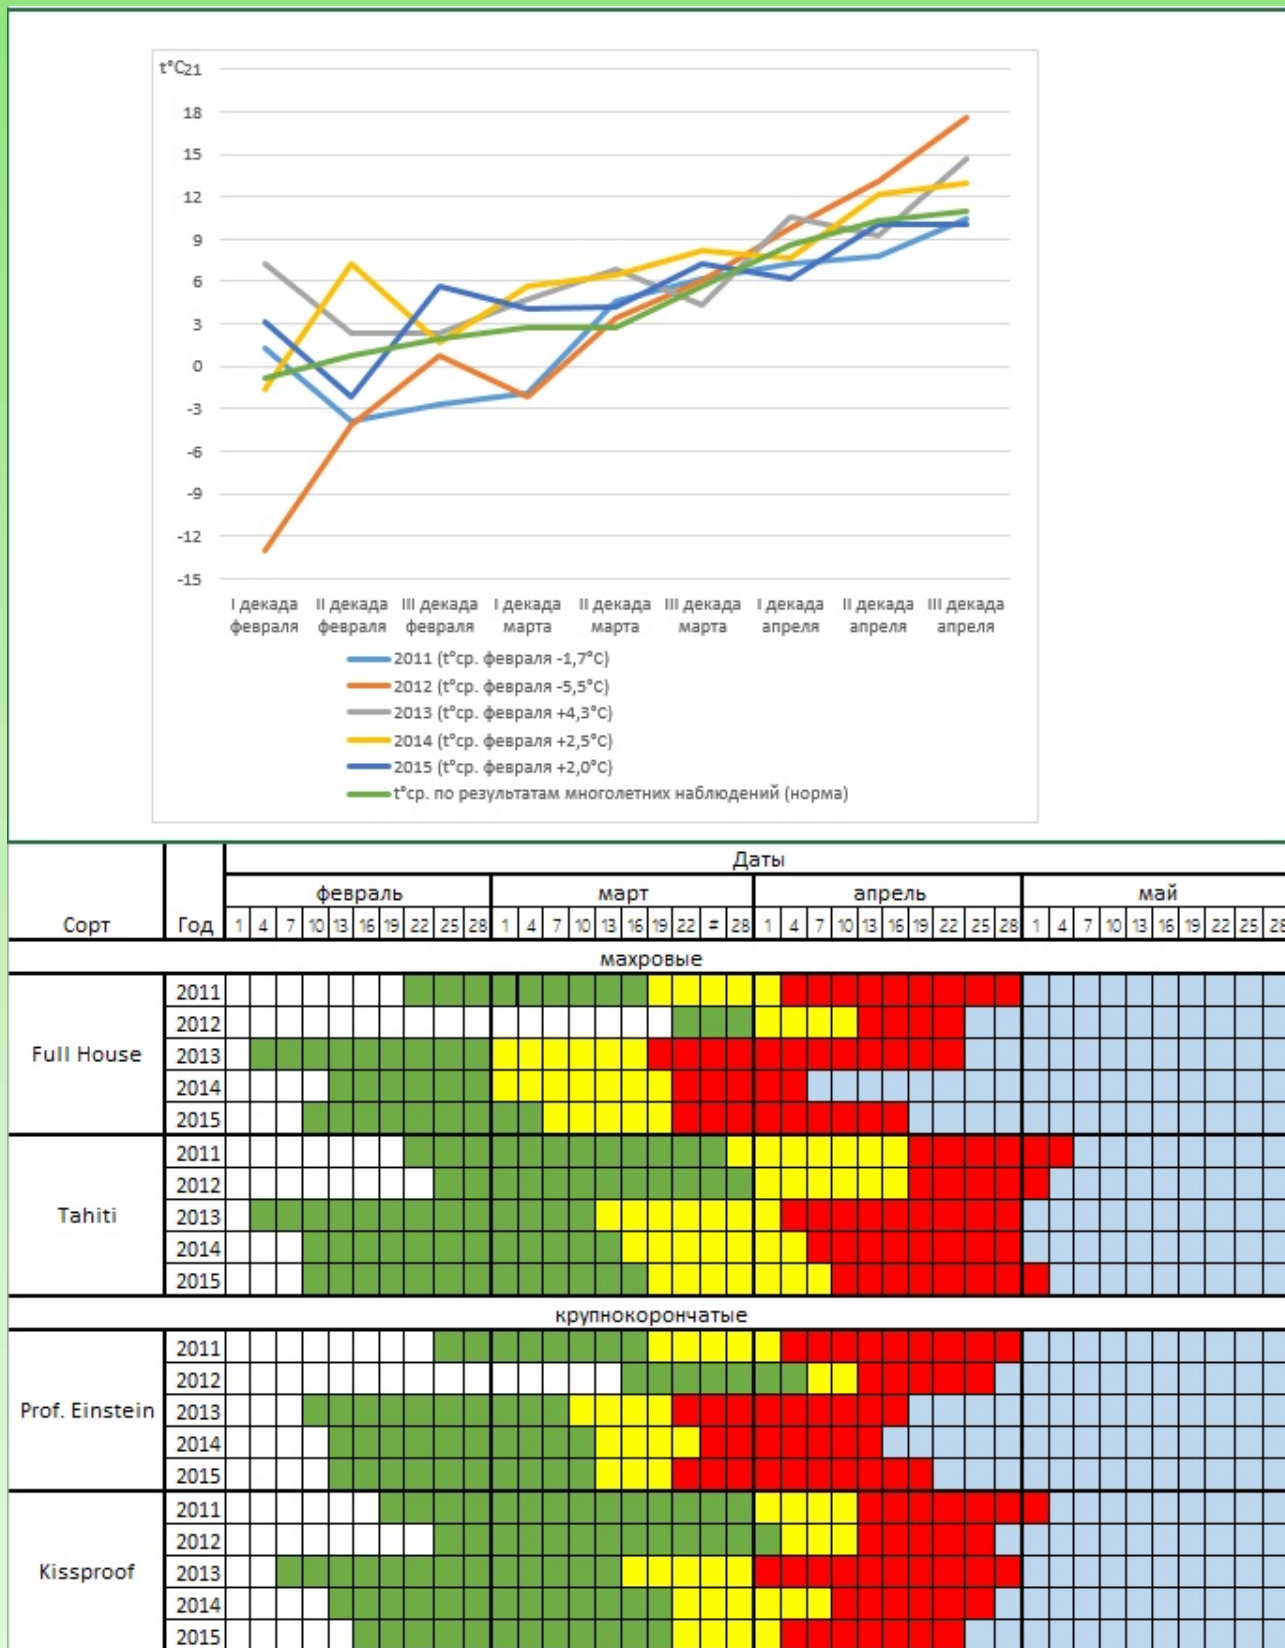 t°C
21
18
15
12
9
6
3
0
-3
-6
-9
-12
-15
I декада февраля II декада февраля III декада февраля I декада марта II декада марта III декада марта I декада апреля II декада апреля III декада апреля
2011 (t°ср. февраля -1,7°C)
2012 (t°ср. февраля -5,5°C)
2013 (t°ср. февраля +4,3°C)
2014 (t°ср. февраля +2,5°C)
2015 (t°ср. февраля +2,0°C)
t°ср. по результатам многолетних наблюдений (норма)
Даты
февраль март апрель май
Сорт Год 1 4 7 10 13 16 19 22 25 28 1 4 7 10 13 16 19 22 # 28 1 4 7 10 13 16 19 22 25 28 1 4 7 10 13 16 19 22 25 28
махровые
Full House
2011
2012
2013
2014
2015
Tahiti
2011
2012
2013
2014
2015
крупнокорончатые
Prof. Einstein
2011
2012
2013
2014
2015
Kissproof
2011
2012
2013
2014
2015